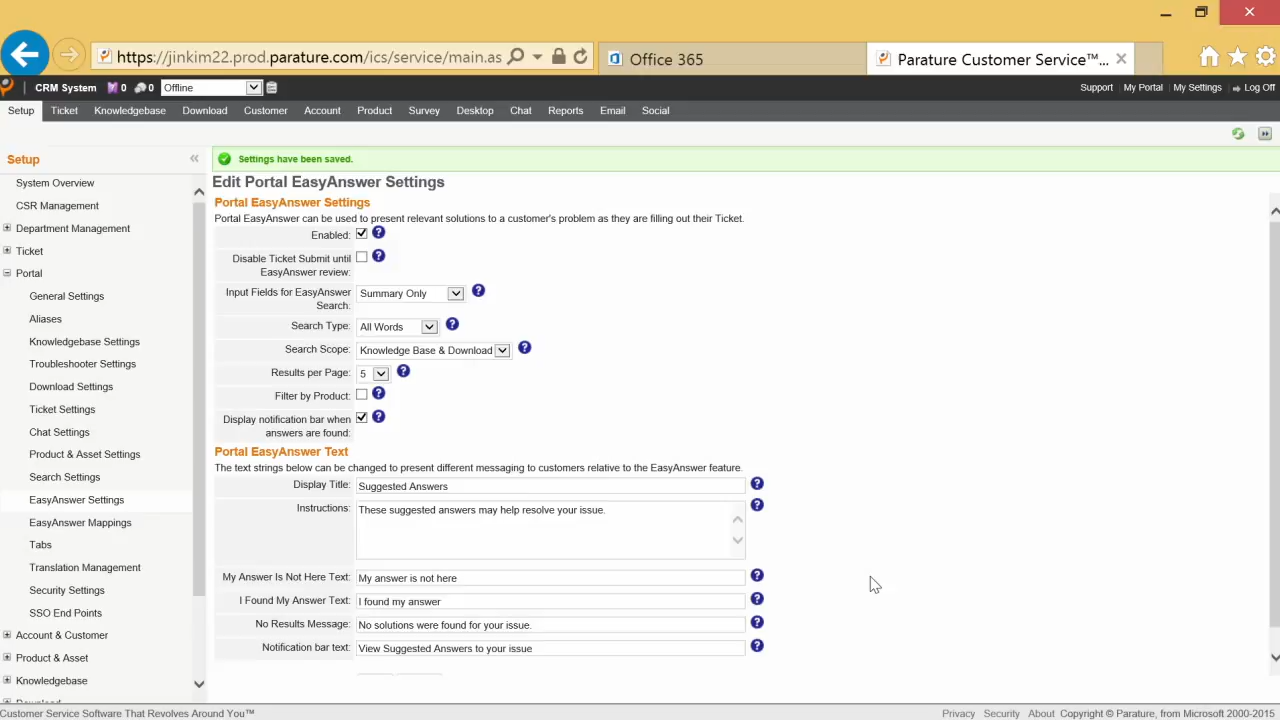 https://jinkim22.prod.parature.com/ics/service/main.as
Office 365
Parature Customer Service™...
CRM System 0 0 Offline
Support My Portal My Settings Log Off
Setup Ticket Knowledgebase Download Customer Account Product Survey Desktop Chat Reports Email Social
Setup
System Overview
CSR Management
Department Management
Ticket
Portal
General Settings
Aliases
Knowledgebase Settings
Troubleshooter Settings
Download Settings
Ticket Settings
Chat Settings
Product & Asset Settings
Search Settings
EasyAnswer Settings
EasyAnswer Mappings
Tabs
Translation Management
Security Settings
SSO End Points
Account & Customer
Product & Asset
Knowledgebase
Settings have been saved.
Edit Portal EasyAnswer Settings
Portal EasyAnswer Settings
Portal EasyAnswer can be used to present relevant solutions to a customer's problem as they are filling out their Ticket.
Enabled:
Disable Ticket Submit until
EasyAnswer review:
Input Fields for EasyAnswer
Search:
Summary Only
Search Type: All Words
Search Scope: Knowledge Base & Download
Results per Page: 5
Filter by Product:
Display notification bar when
answers are found:
Portal EasyAnswer Text
The text strings below can be changed to present different messaging to customers relative to the EasyAnswer feature.
Display Title: Suggested Answers
Instructions: These suggested answers may help resolve your issue.
My Answer Is Not Here Text: My answer is not here
I Found My Answer Text: I found my answer
No Results Message: No solutions were found for your issue.
Notification bar text: View Suggested Answers to your issue
Customer Service Software That Revolves Around You™
Privacy Security About Copyright © Parature, from Microsoft 2000-2015